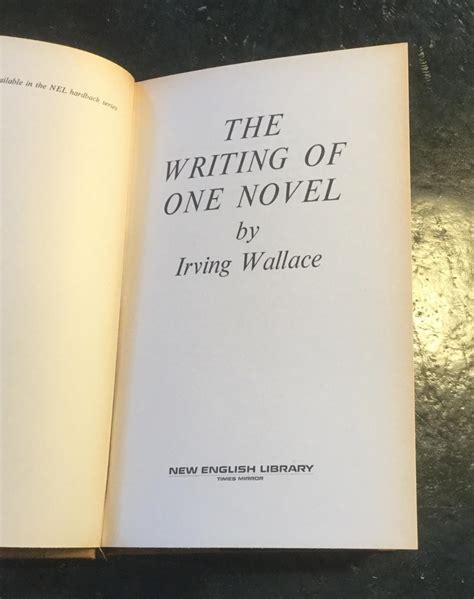 ailable in the NEL hardback series
THE
WRITING OF
ONE NOVEL
by
Irving Wallace
NEW ENGLISH LIBRARY
TIMES MIRROR